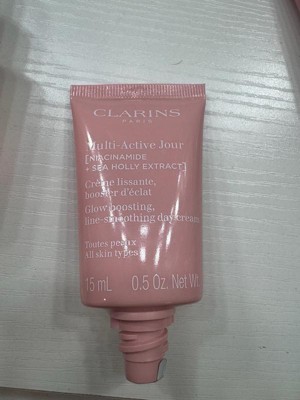 CLARINS
PARIS
Multi-Active Jour
[NIACINAMIDE
+ SEA HOLLY EXTRACT]
Crème lissante,
booster d'éclat
Glow boosting,
line-smoothing day cream
Toutes peaux
All skin types
15 mL 0.5 Oz. Net Wt.